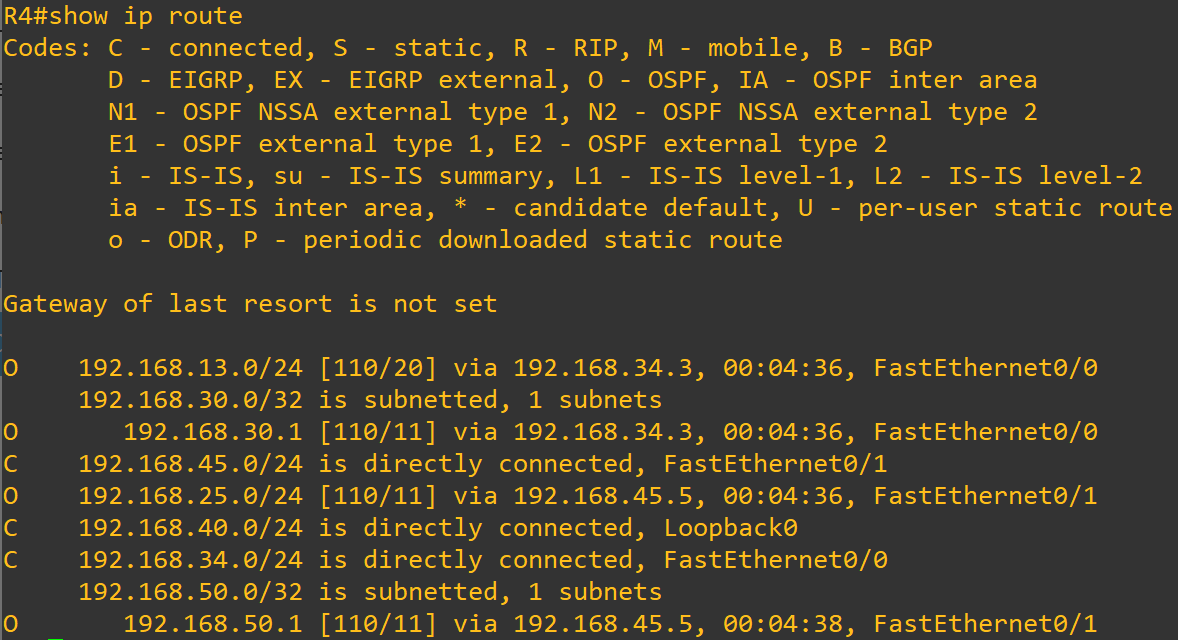 R4#show ip route
Codes: C - connected, S - static, R - RIP, M - mobile, B - BGP
D - EIGRP, EX - EIGRP external, O - OSPF, IA - OSPF inter area
N1 - OSPF NSSA external type 1, N2 - OSPF NSSA external type 2
E1 - OSPF external type 1, E2 - OSPF external type 2
i - IS-IS, su - IS-IS summary, L1 - IS-IS level-1, L2 - IS-IS level-2
ia - IS-IS inter area, * - candidate default, U - per-user static route
o - ODR, P - periodic downloaded static route
Gateway of last resort is not set
O 192.168.13.0/24 [110/20] via 192.168.34.3, 00:04:36, FastEthernet0/0
192.168.30.0/32 is subnetted, 1 subnets
O 192.168.30.1 [110/11] via 192.168.34.3, 00:04:36, FastEthernet0/0
C 192.168.45.0/24 is directly connected, FastEthernet0/1
O 192.168.25.0/24 [110/11] via 192.168.45.5, 00:04:36, FastEthernet0/1
C 192.168.40.0/24 is directly connected, Loopback0
C 192.168.34.0/24 is directly connected, FastEthernet0/0
192.168.50.0/32 is subnetted, 1 subnets
O 192.168.50.1 [110/11] via 192.168.45.5, 00:04:38, FastEthernet0/1